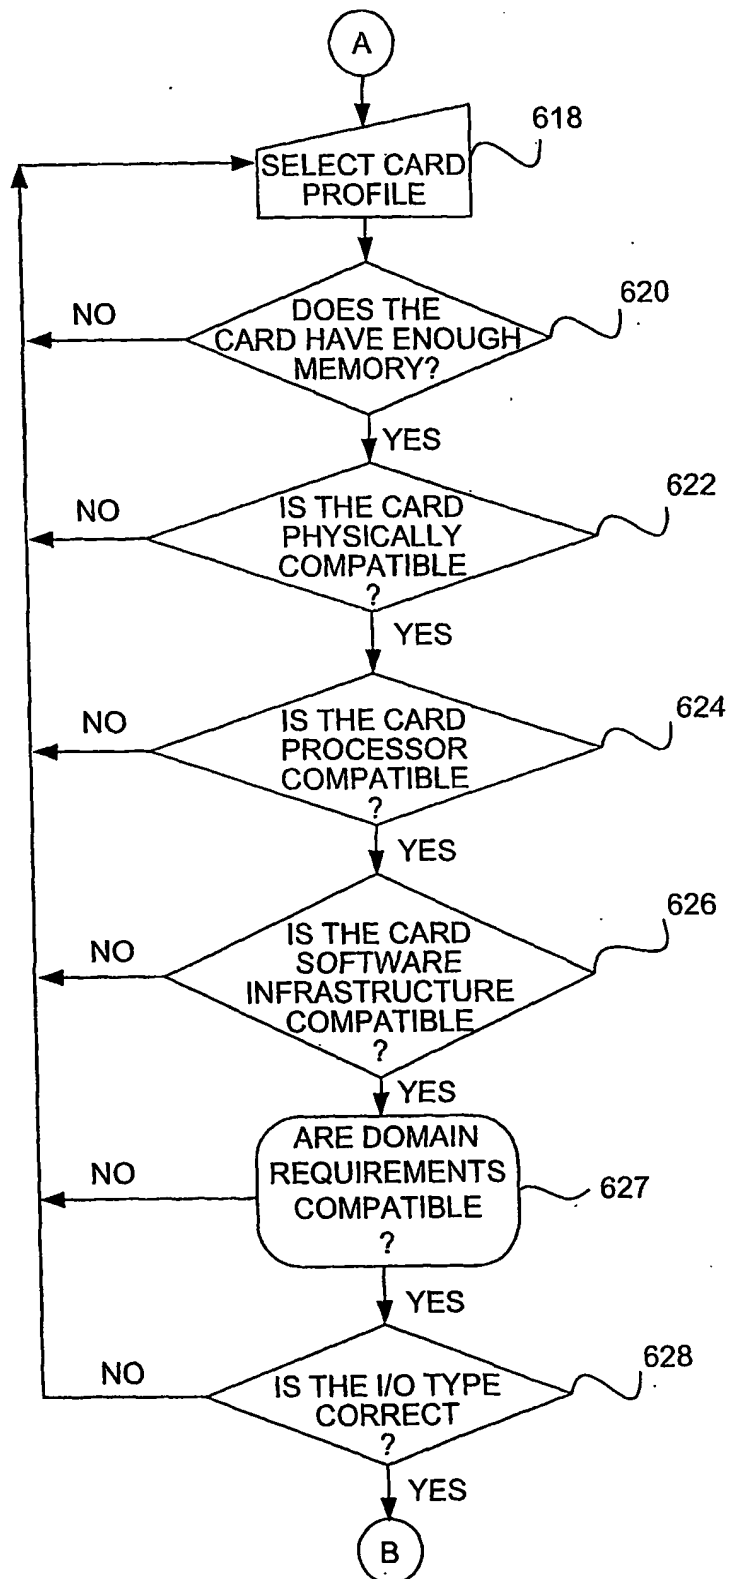 A
618
SELECT CARD
PROFILE
620
NO
DOES THE
CARD HAVE ENOUGH
MEMORY?
YES
622
NO
IS THE CARD
PHYSICALLY
COMPATIBLE
?
YES
624
NO
IS THE CARD
PROCESSOR
COMPATIBLE
?
YES
626
NO
IS THE CARD
SOFTWARE
INFRASTRUCTURE
COMPATIBLE
?
YES
NO
ARE DOMAIN
REQUIREMENTS
COMPATIBLE
?
627
YES
628
NO
IS THE I/O TYPE
CORRECT
?
YES
B